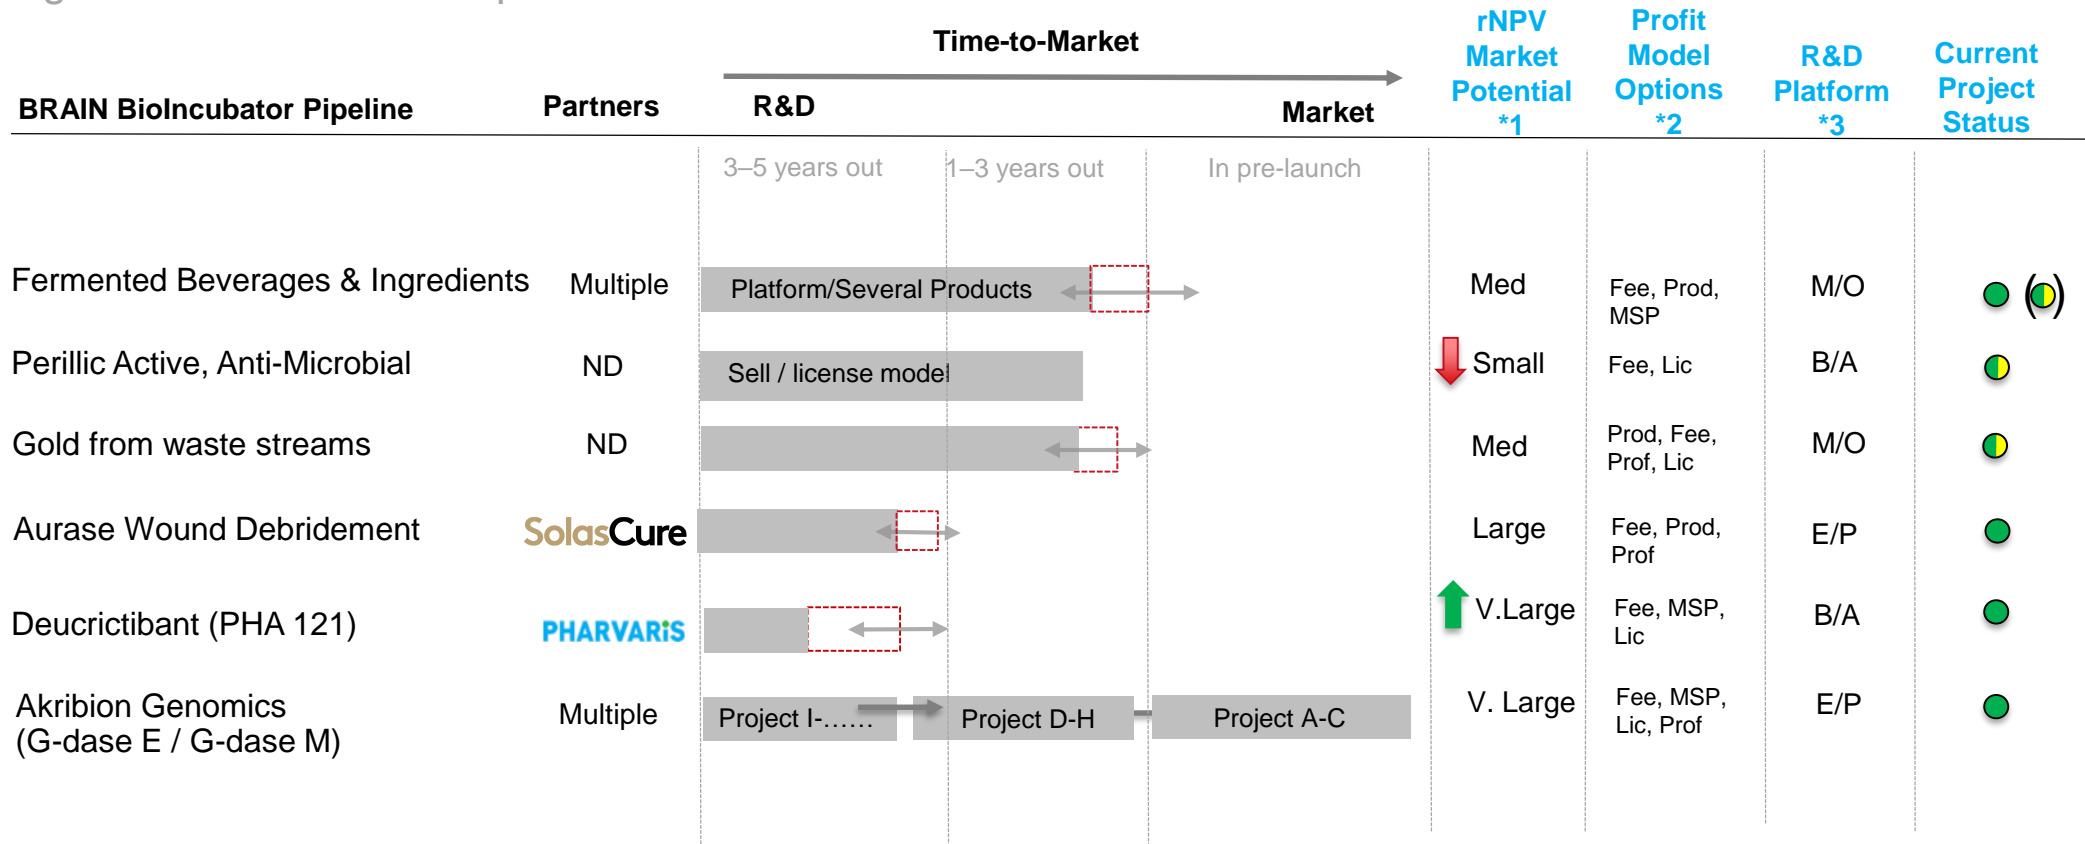 Time-to-Market
rNPV
Market
Potential
*1
Profit
Model
Options
*2
R&D
Platform
*3
Current
Project
Status
BRAIN BioIncubator Pipeline
Partners
R&D
Market
3–5 years out
1–3 years out
In pre-launch
Fermented Beverages & Ingredients
Multiple
Platform/Several Products
Med
Fee, Prod,
MSP
M/O
( )
Perillic Active, Anti-Microbial
ND
Sell / license model
Small
Fee, Lic
B/A
Gold from waste streams
ND
Med
Prod, Fee,
Prof, Lic
M/O
Aurase Wound Debridement
SolasCure
Large
Fee, Prod,
Prof
E/P
Deucrictibant (PHA 121)
PHARVARiS
V.Large
Fee, MSP,
Lic
B/A
Akribion Genomics
(G-dase E / G-dase M)
Multiple
Project I-……
Project D-H
Project A-C
V. Large
Fee, MSP,
Lic, Prof
E/P